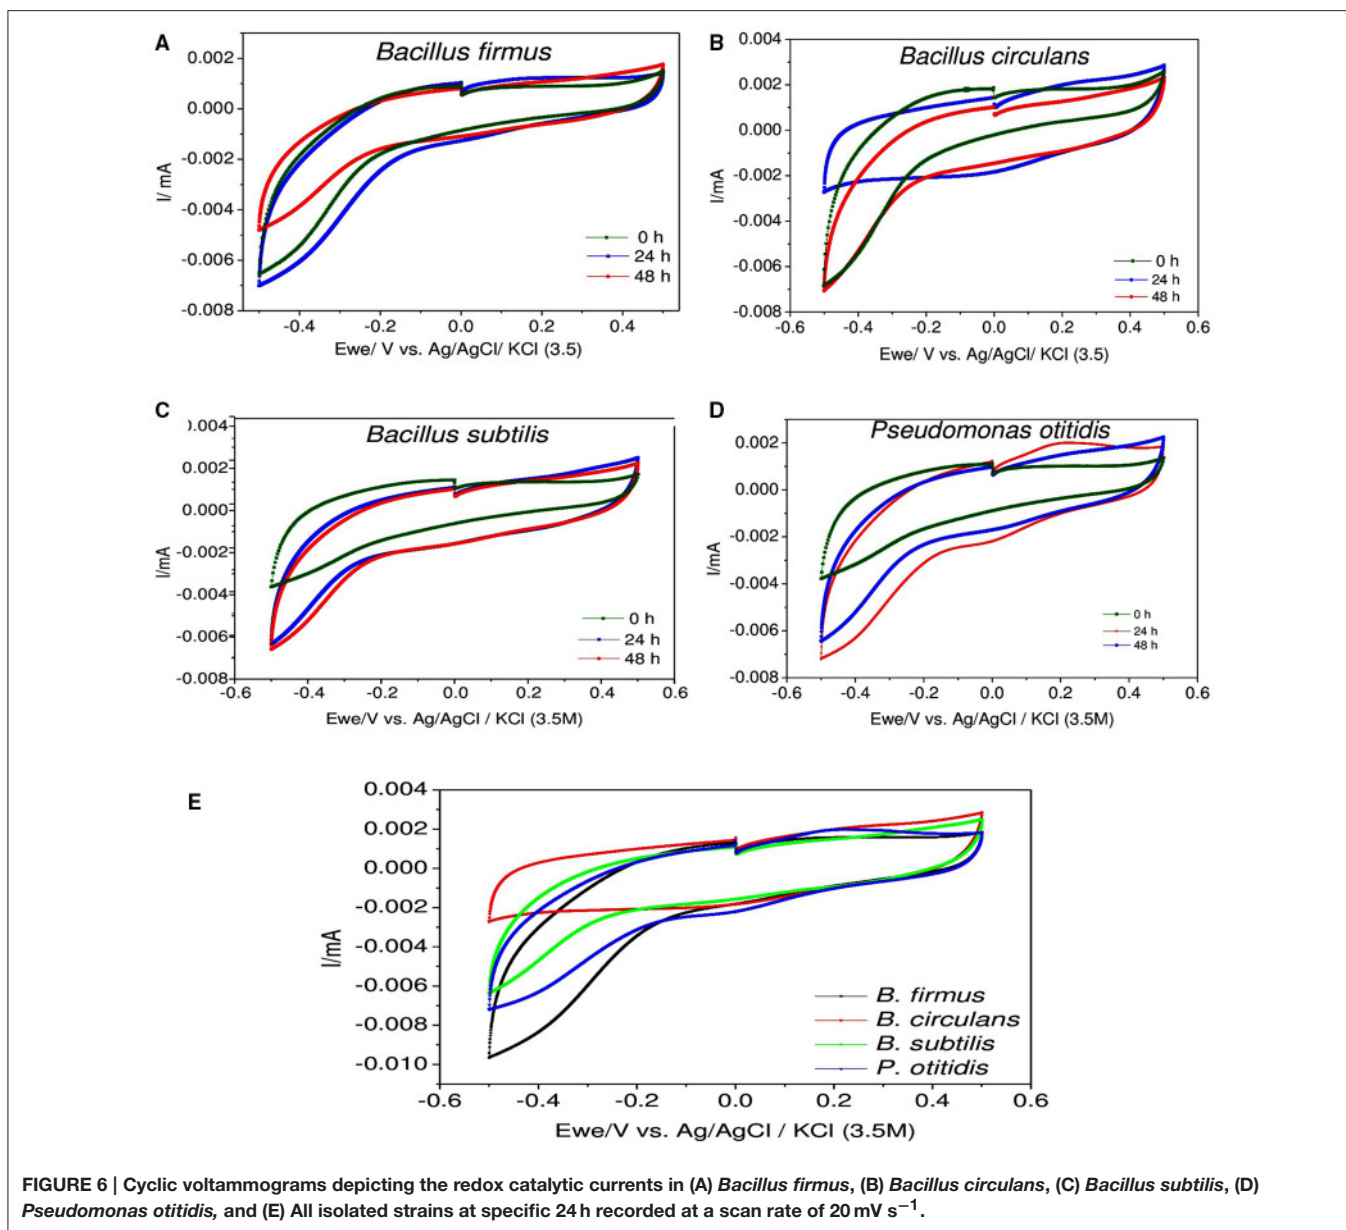 A
Bacillus firmus
0.002
0.000
-0.002
-0.004
-0.006
-0.008
I/ mA
0 h
24 h
48 h
-0.4 -0.2 0.0 0.2 0.4
Ewe/ V vs. Ag/AgCl/ KCl (3.5)
B
Bacillus circulans
0.004
0.002
0.000
-0.002
-0.004
-0.006
-0.008
I/mA
0 h
24 h
48 h
-0.6 -0.4 -0.2 0.0 0.2 0.4 0.6
Ewe/ V vs. Ag/AgCl/ KCl (3.5)
C
Bacillus subtilis
).004
0.002
0.000
-0.002
-0.004
-0.006
-0.008
I/mA
0 h
24 h
48 h
-0.6 -0.4 -0.2 0.0 0.2 0.4 0.6
Ewe/V vs. Ag/AgCl / KCl (3.5M)
D
Pseudomonas otitidis
0.002
0.000
-0.002
-0.004
-0.006
-0.008
I/mA
0 h
24 h
48 h
-0.6 -0.4 -0.2 0.0 0.2 0.4 0.6
Ewe/V vs. Ag/AgCl / KCl (3.5M)
E
0.004
0.002
0.000
-0.002
-0.004
-0.006
-0.008
-0.010
I/mA
B. firmus
B. circulans
B. subtilis
P. otitidis
-0.6 -0.4 -0.2 0.0 0.2 0.4 0.6
Ewe/V vs. Ag/AgCl / KCl (3.5M)
FIGURE 6 | Cyclic voltammograms depicting the redox catalytic currents in (A) Bacillus firmus, (B) Bacillus circulans, (C) Bacillus subtilis, (D)
Pseudomonas otitidis, and (E) All isolated strains at specific 24 h recorded at a scan rate of 20 mV s⁻¹.